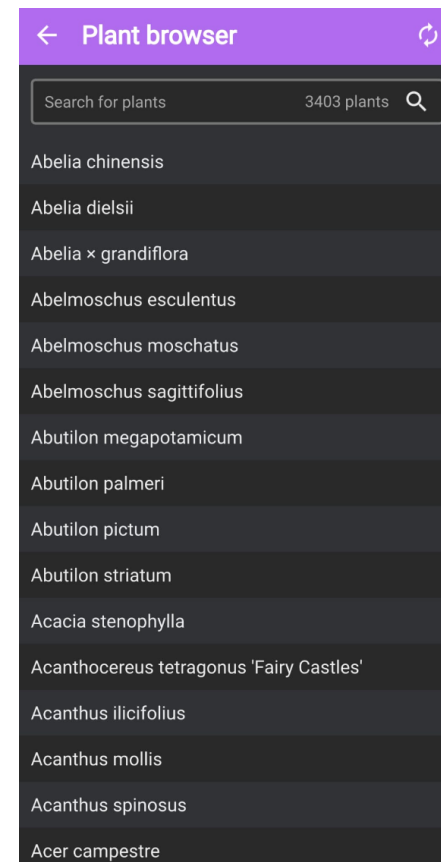 Plant browser
Search for plants 3403 plants
Abelia chinensis
Abelia dielsii
Abelia × grandiflora
Abelmoschus esculentus
Abelmoschus moschatus
Abelmoschus sagittifolius
Abutilon megapotamicum
Abutilon palmeri
Abutilon pictum
Abutilon striatum
Acacia stenophylla
Acanthocereus tetragonus 'Fairy Castles'
Acanthus ilicifolius
Acanthus mollis
Acanthus spinosus
Acer campestre